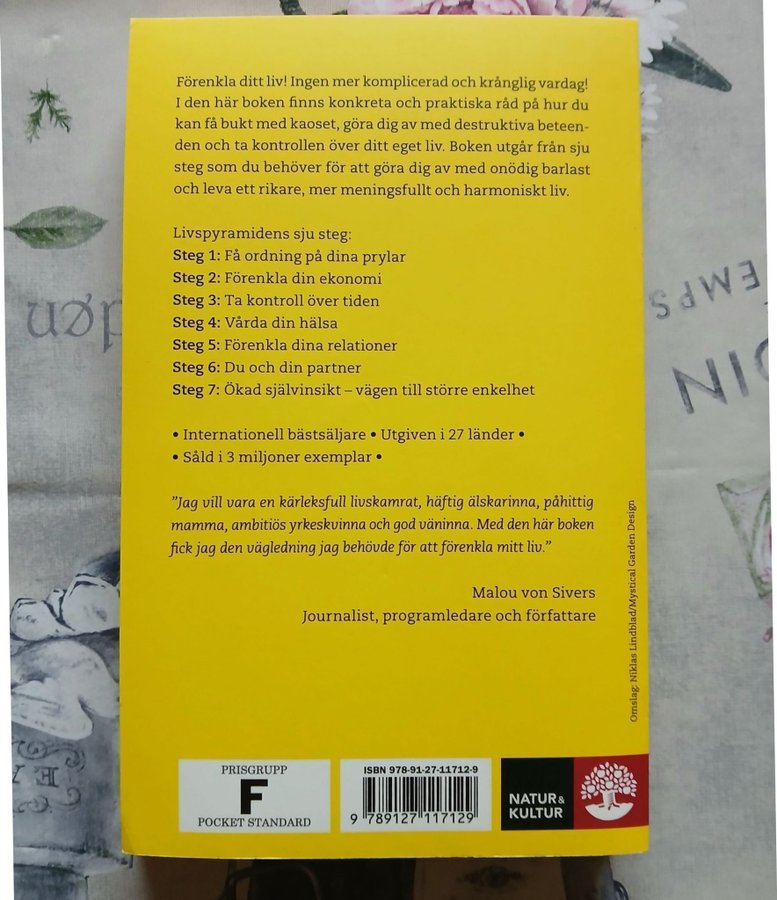 Förenkla ditt liv! Ingen mer komplicerad och krånglig vardag!
I den här boken finns konkreta och praktiska råd på hur du
kan få bukt med kaoset, göra dig av med destruktiva beteen-
den och ta kontrollen över ditt eget liv. Boken utgår från sju
steg som du behöver för att göra dig av med onödig barlast
och leva ett rikare, mer meningsfullt och harmoniskt liv.
Livspyramidens sju steg:
Steg 1: Få ordning på dina prylar
Steg 2: Förenkla din ekonomi
Steg 3: Ta kontroll över tiden
Steg 4: Vårda din hälsa
Steg 5: Förenkla dina relationer
Steg 6: Du och din partner
Steg 7: Ökad självinsikt – vägen till större enkelhet
• Internationell bästsäljare • Utgiven i 27 länder •
• Såld i 3 miljoner exemplar •
”Jag vill vara en kärleksfull livskamrat, häftig älskarinna, påhittig
mamma, ambitiös yrkeskvinna och god väninna. Med den här boken
fick jag den vägledning jag behövde för att förenkla mitt liv.”
Malou von Sivers
Journalist, programledare och författare
Omslag: Niklas Lindblad/Mystical Garden Design
PRISGRUPP
F
POCKET STANDARD
ISBN 978-91-27-11712-9
9 789127 117129
NATUR &
KULTUR